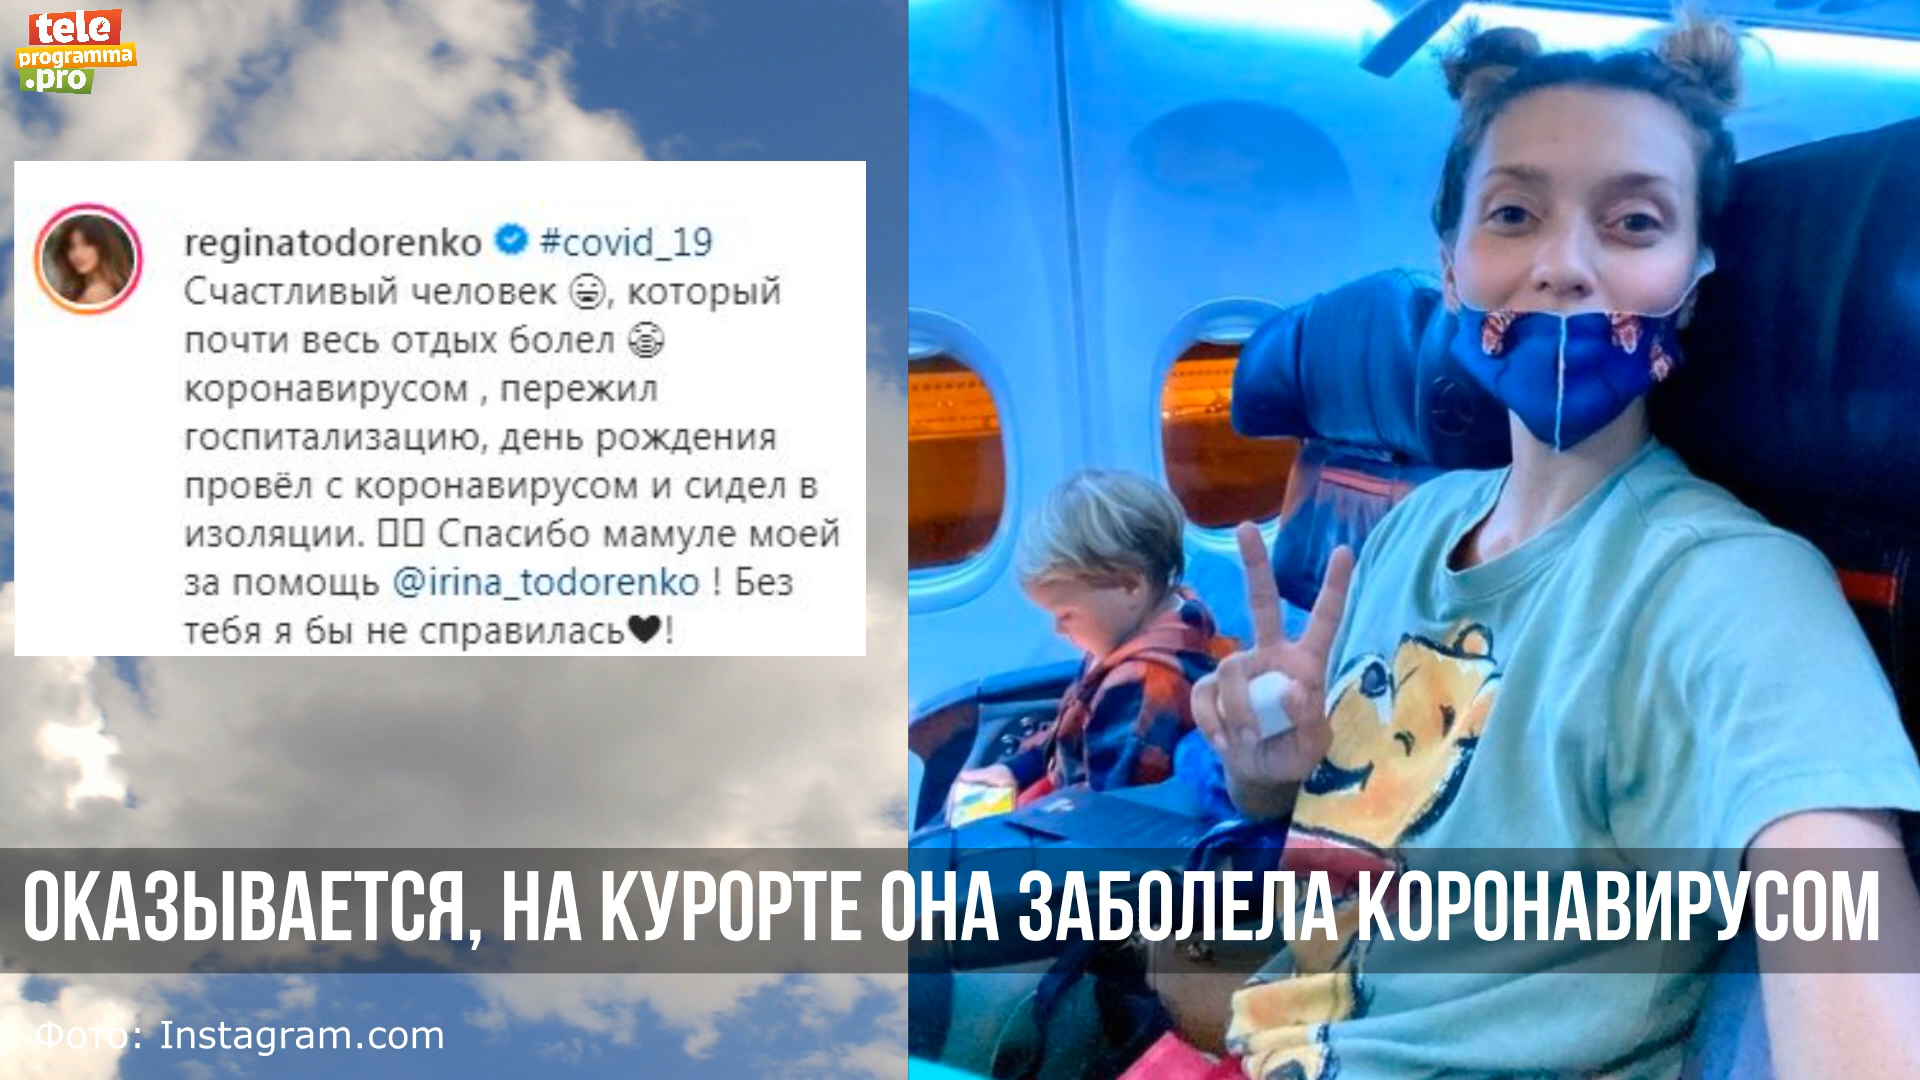 tele
programma
.pro
reginatodorenko #covid_19
Счастливый человек 😄, который
почти весь отдых болел 😭
коронавирусом , пережил
госпитализацию, день рождения
провёл с коронавирусом и сидел в
изоляции. ▯▯ Спасибо мамуле моей
за помощь @irina_todorenko ! Без
тебя я бы не справилась🖤!
ОКАЗЫВАЕТСЯ, НА КУРОРТЕ ОНА ЗАБОЛЕЛА КОРОНАВИРУСОМ
Фото: Instagram.com